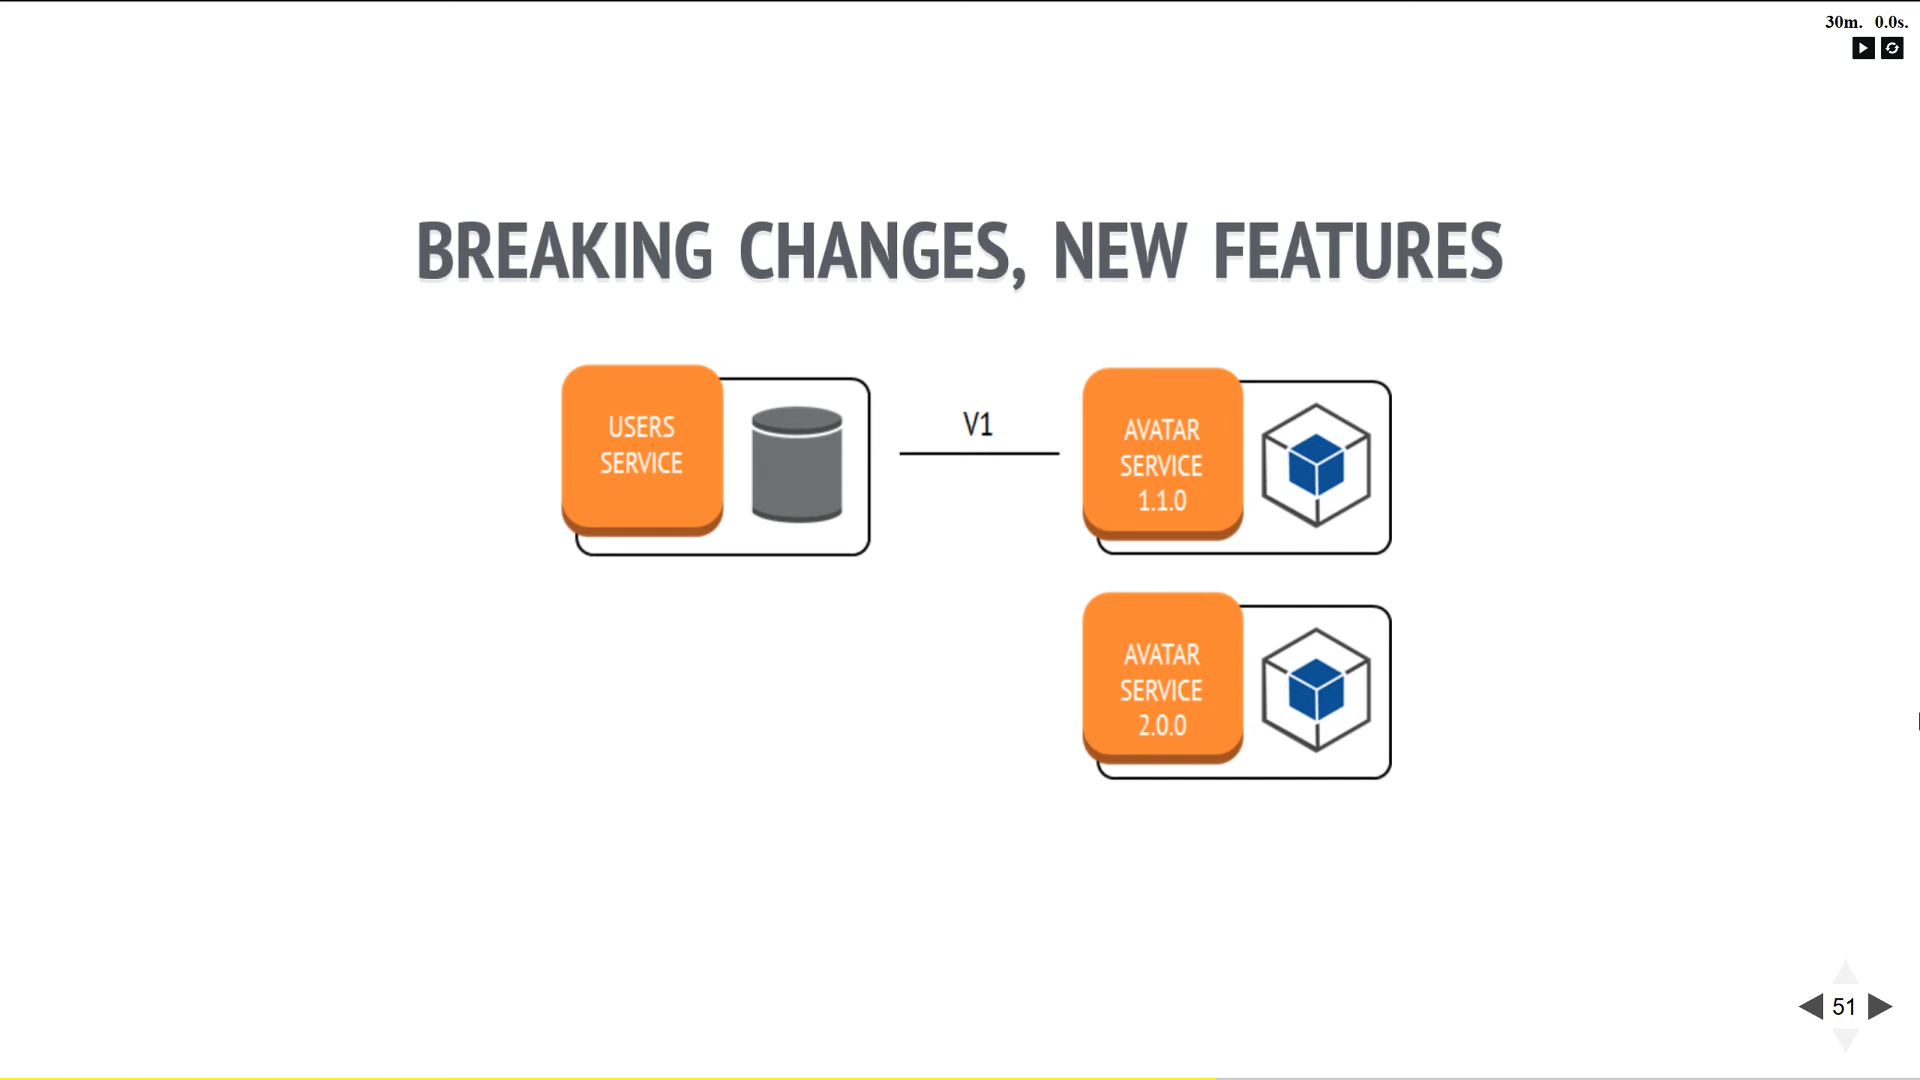 30m. 0.0s.
BREAKING CHANGES, NEW FEATURES
USERS
SERVICE
V1
AVATAR
SERVICE
1.1.0
AVATAR
SERVICE
2.0.0
51